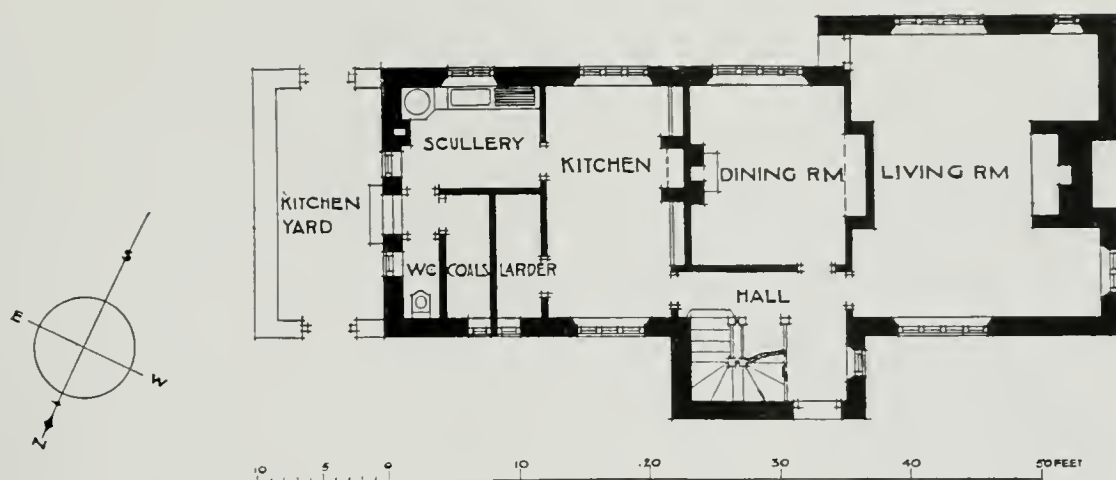 SCULLERY
KITCHEN
DINING RM
LIVING RM
KITCHEN
YARD
WC
COALS
LARDER
HALL
S
E
W
N
10 5 0 10 20 30 40 50 FEET